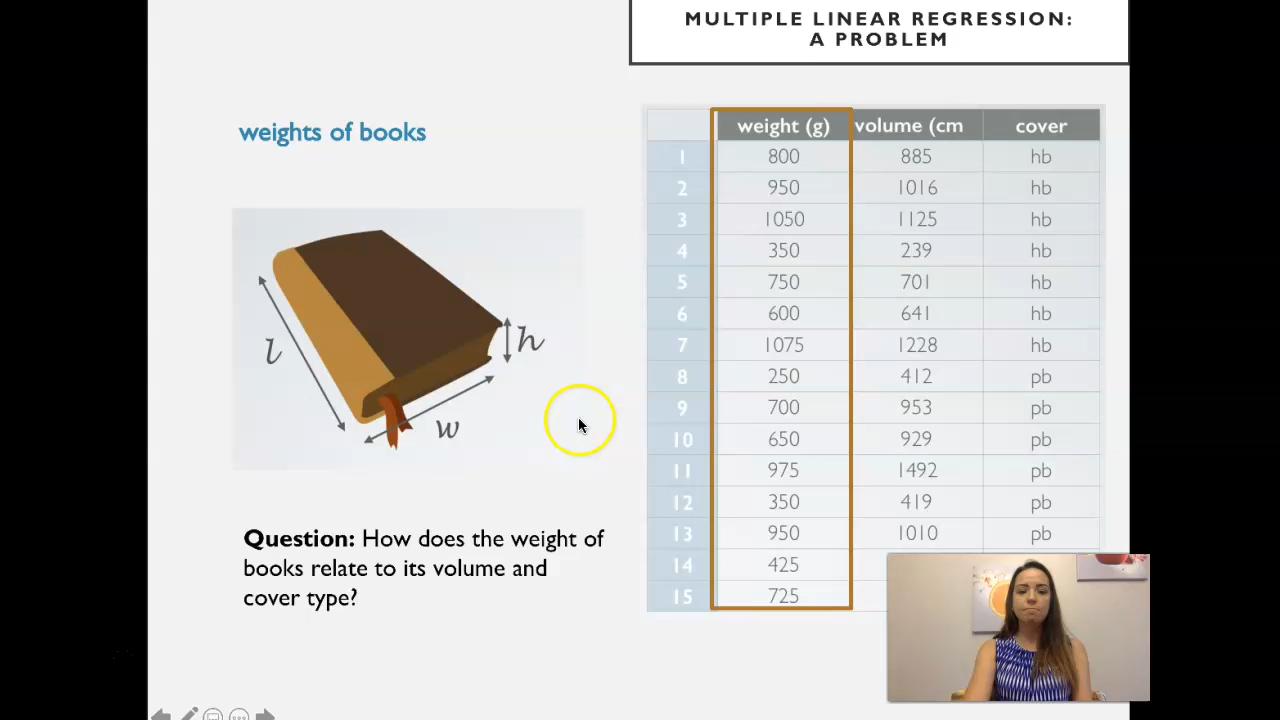 MULTIPLE LINEAR REGRESSION:
A PROBLEM
weights of books
l
h
w
Question: How does the weight of
books relate to its volume and
cover type?
weight (g) volume (cm cover
1 800 885 hb
2 950 1016 hb
3 1050 1125 hb
4 350 239 hb
5 750 701 hb
6 600 641 hb
7 1075 1228 hb
8 250 412 pb
9 700 953 pb
10 650 929 pb
11 975 1492 pb
12 350 419 pb
13 950 1010 pb
14 425
15 725